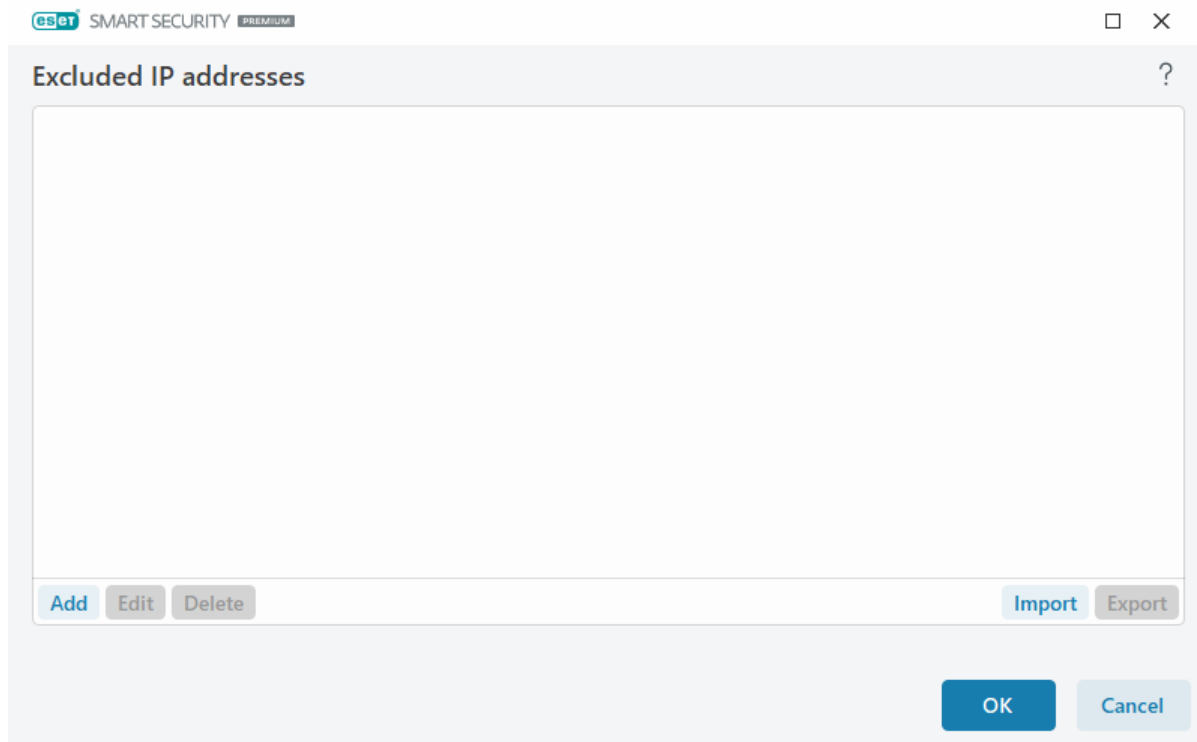 eset SMART SECURITY PREMIUM
Excluded IP addresses ?
Add Edit Delete Import Export
OK Cancel